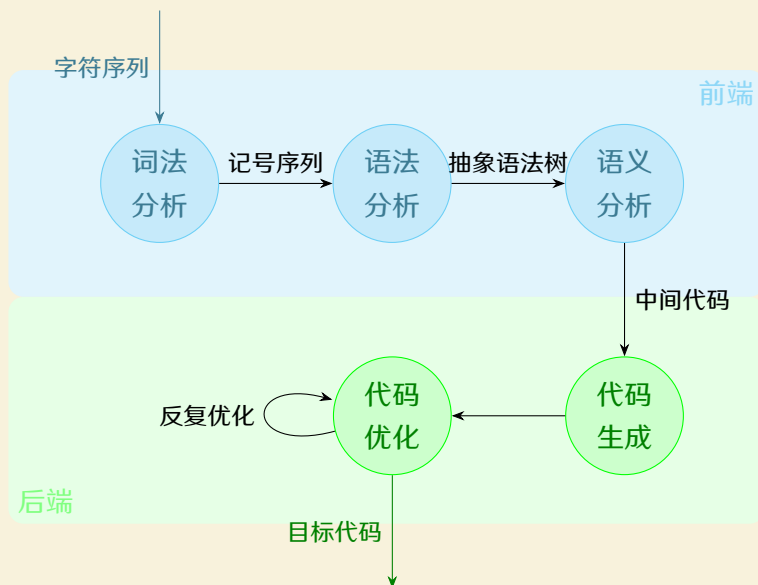 字符序列
前端
词法
分析
记号序列
语法
分析
抽象语法树
语义
分析
中间代码
代码
生成
代码
优化
反复优化
后端
目标代码